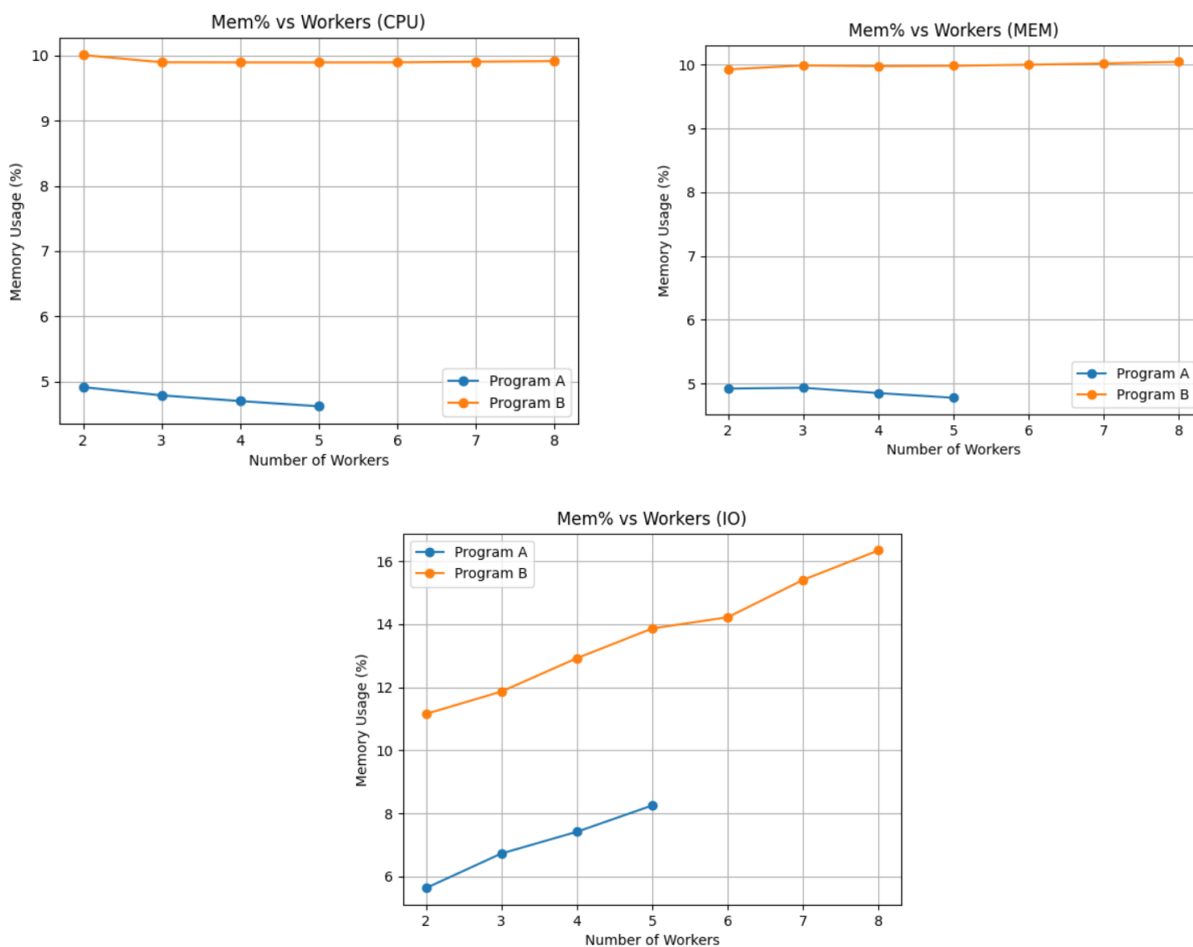 Mem% vs Workers (CPU)
Memory Usage (%)
10
9
8
7
6
5
Program A
Program B
2 3 4 5 6 7 8
Number of Workers
Mem% vs Workers (MEM)
Memory Usage (%)
10
9
8
7
6
5
Program A
Program B
2 3 4 5 6 7 8
Number of Workers
Mem% vs Workers (IO)
Program A
Program B
Memory Usage (%)
16
14
12
10
8
6
2 3 4 5 6 7 8
Number of Workers